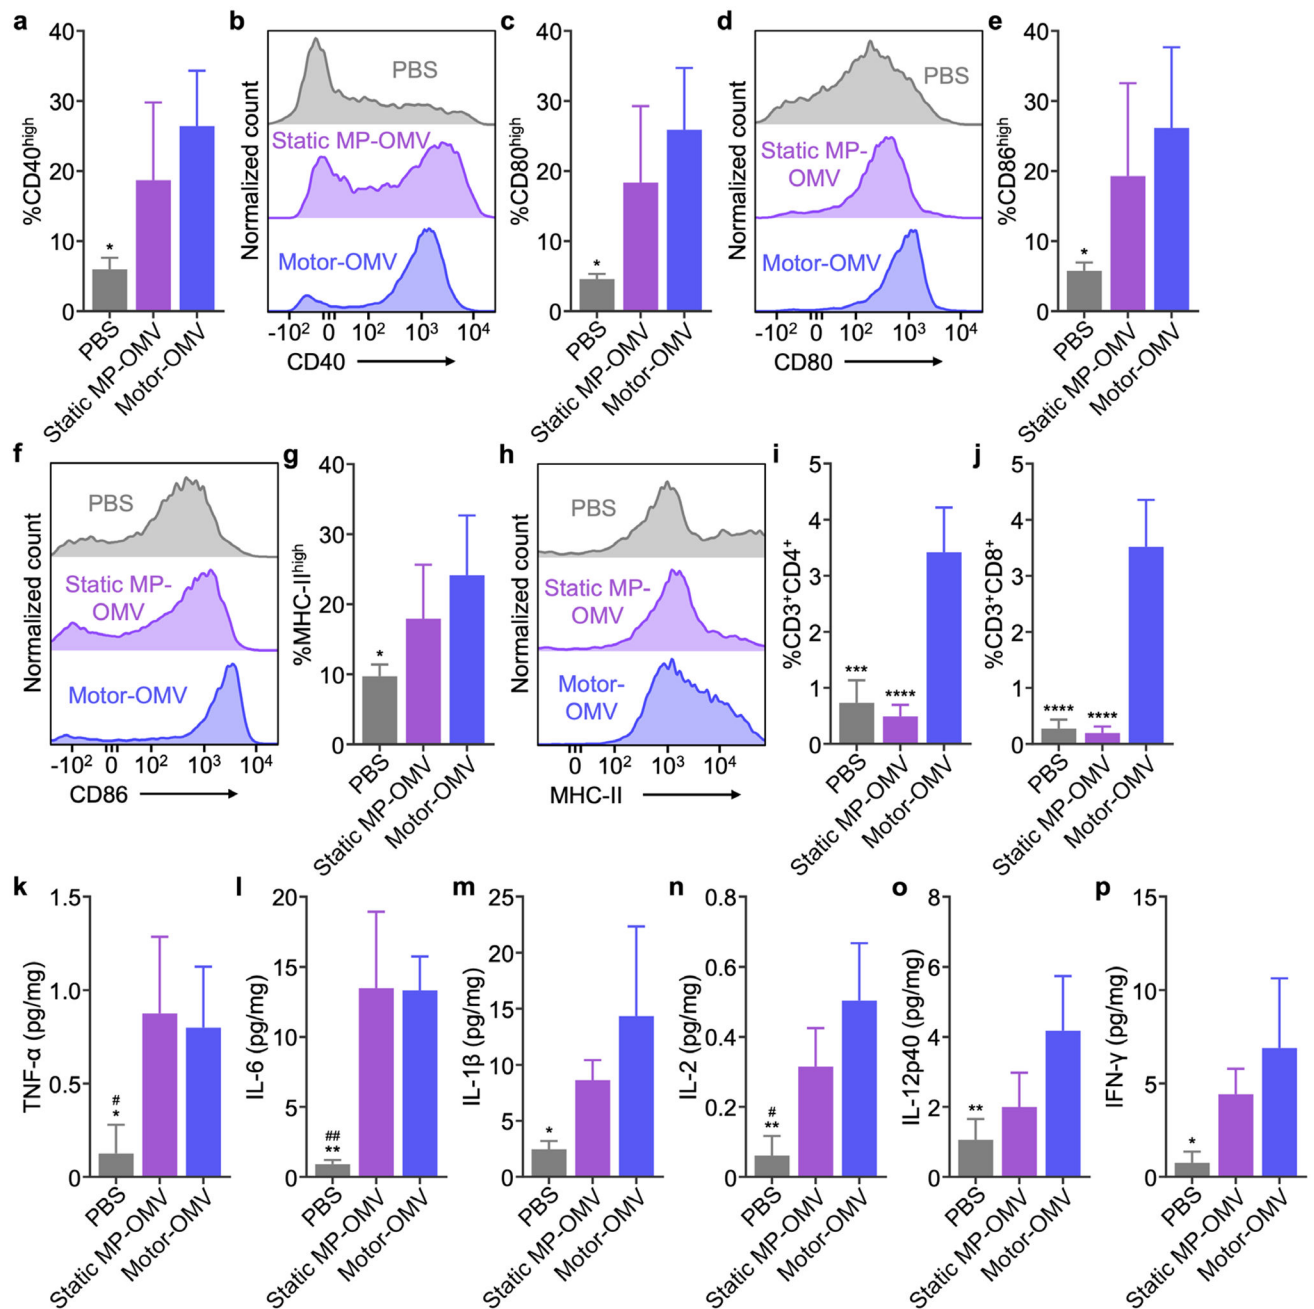 a
%CD40high
40
30
20
10
0
*
PBS
Static MP-OMV
Motor-OMV
b
Normalized count
PBS
Static MP-OMV
Motor-OMV
-10² 0 10² 10³ 10⁴
CD40
c
%CD80high
40
30
20
10
0
*
PBS
Static MP-OMV
Motor-OMV
d
Normalized count
PBS
Static MP-
OMV
Motor-OMV
-10² 0 10² 10³ 10⁴
CD80
e
%CD86high
40
30
20
10
0
*
PBS
Static MP-OMV
Motor-OMV
f
Normalized count
PBS
Static MP-
OMV
Motor-OMV
-10² 0 10² 10³ 10⁴
CD86
g
%MHC-IIhigh
40
30
20
10
0
*
PBS
Static MP-OMV
Motor-OMV
h
Normalized count
PBS
Static MP-
OMV
Motor-
OMV
0 10² 10³ 10⁴
MHC-II
i
%CD3⁺CD4⁺
5
4
3
2
1
0
***
****
PBS
Static MP-OMV
Motor-OMV
j
%CD3⁺CD8⁺
5
4
3
2
1
0
****
****
PBS
Static MP-OMV
Motor-OMV
k
TNF-α (pg/mg)
1.5
1.0
0.5
0
#
*
PBS
Static MP-OMV
Motor-OMV
l
IL-6 (pg/mg)
20
15
10
5
0
##
**
PBS
Static MP-OMV
Motor-OMV
m
IL-1β (pg/mg)
25
20
15
10
5
0
*
PBS
Static MP-OMV
Motor-OMV
n
IL-2 (pg/mg)
0.8
0.6
0.4
0.2
0
#
**
PBS
Static MP-OMV
Motor-OMV
o
IL-12p40 (pg/mg)
8
6
4
2
0
**
PBS
Static MP-OMV
Motor-OMV
p
IFN-γ (pg/mg)
15
10
5
0
*
PBS
Static MP-OMV
Motor-OMV